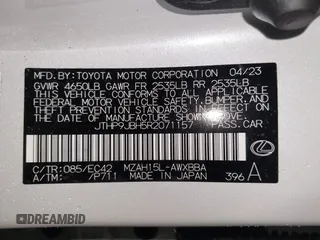 MFD.BY:TOYOTA MOTOR CORPORATION 04/23
GVWR 4650LB GAWR FR 2535LB RR 2535LB
THIS VEHICLE CONFORMS TO ALL APPLICABLE
FEDERAL MOTOR VEHICLE SAFETY, BUMPER, AND
THEFT PREVENTION STANDARDS IN EFFECT ON
THE DATE OF MANUFACTURE SHOWN ABOVE.
JTHP9JBH5R2071157 PASS.CAR
C/TR:085/EC42 MZAH15L-AWXBBA
A/TM: /P711 MADE IN JAPAN 396 A
DREAMBID